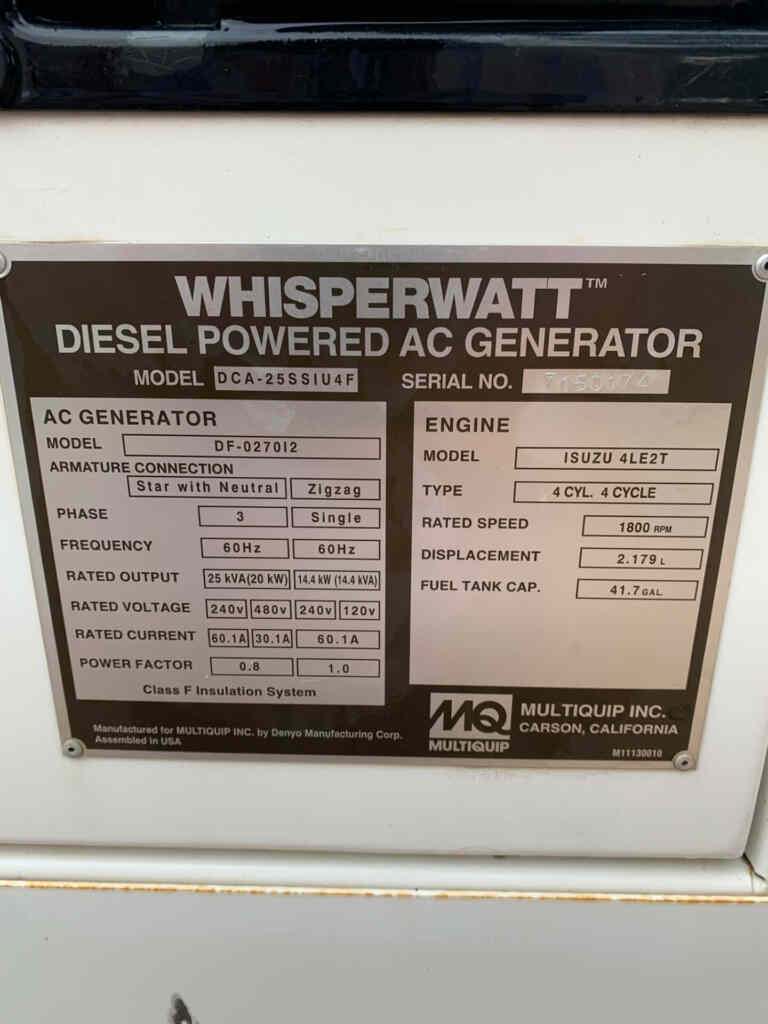 WHISPERWATT™
DIESEL POWERED AC GENERATOR
MODEL DCA-25SSIU4F SERIAL NO. 7150174
AC GENERATOR
MODEL DF-0270I2
ARMATURE CONNECTION
Star with Neutral Zigzag
PHASE 3 Single
FREQUENCY 60Hz 60Hz
RATED OUTPUT 25 kVA(20 kW) 14.4 kW (14.4 kVA)
RATED VOLTAGE 240v 480v 240v 120v
RATED CURRENT 60.1A 30.1A 60.1A
POWER FACTOR 0.8 1.0
Class F Insulation System
ENGINE
MODEL ISUZU 4LE2T
TYPE 4 CYL. 4 CYCLE
RATED SPEED 1800 RPM
DISPLACEMENT 2.179 L
FUEL TANK CAP. 41.7 GAL.
Manufactured for MULTIQUIP INC. by Denyo Manufacturing Corp.
Assembled in USA
MQ
MULTIQUIP
MULTIQUIP INC.
CARSON, CALIFORNIA
M11130010